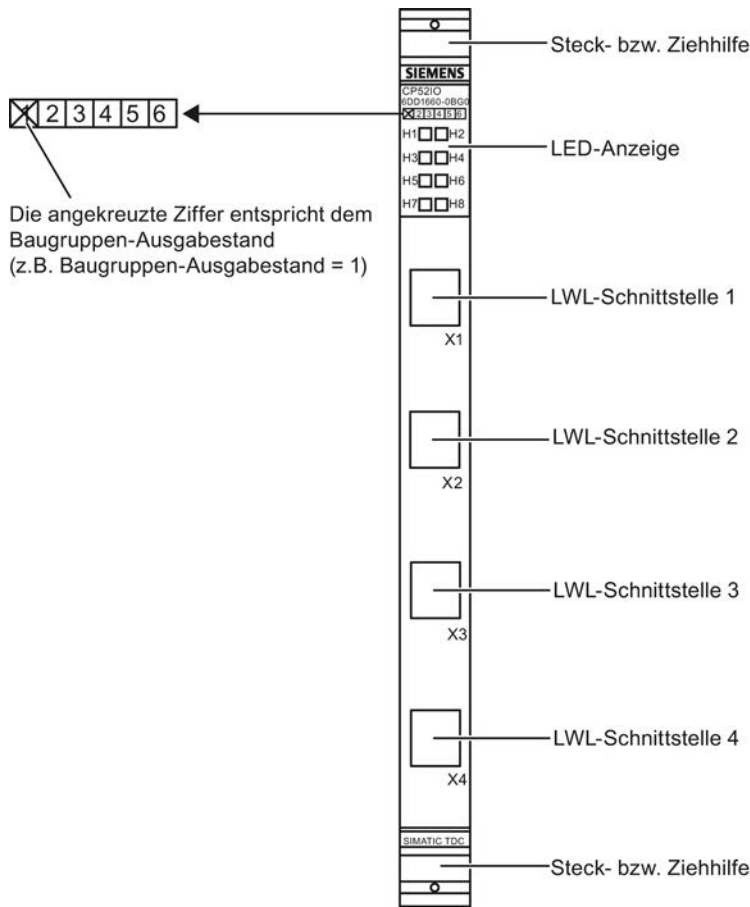 Steck- bzw. Ziehhilfe
SIEMENS
CP52IO
6DD1660-0BG0
1 2 3 4 5 6
1 2 3 4 5 6
H1 H2
H3 H4
H5 H6
H7 H8
LED-Anzeige
Die angekreuzte Ziffer entspricht dem
Baugruppen-Ausgabestand
(z.B. Baugruppen-Ausgabestand = 1)
LWL-Schnittstelle 1
X1
LWL-Schnittstelle 2
X2
LWL-Schnittstelle 3
X3
LWL-Schnittstelle 4
X4
SIMATIC TDC
Steck- bzw. Ziehhilfe